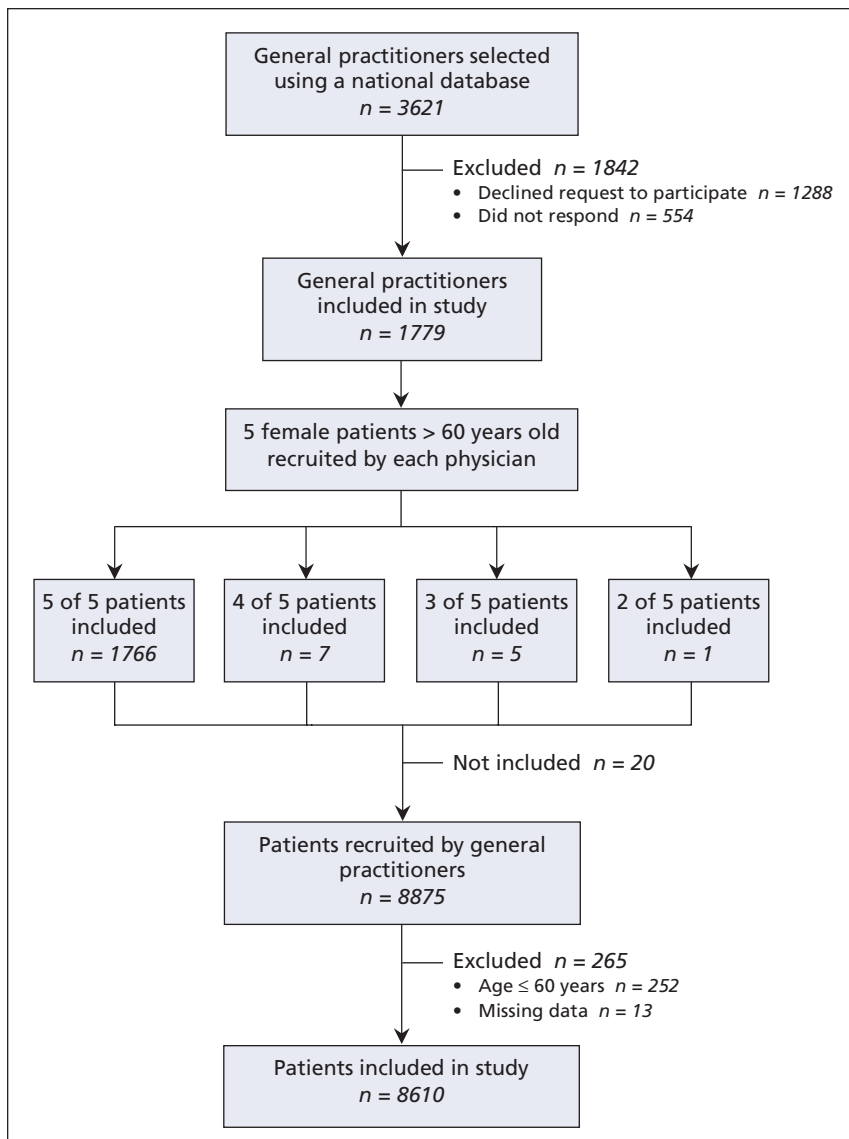 General practitioners selected
using a national database
n = 3621
Excluded n = 1842
• Declined request to participate n = 1288
• Did not respond n = 554
General practitioners
included in study
n = 1779
5 female patients > 60 years old
recruited by each physician
5 of 5 patients
included
n = 1766
4 of 5 patients
included
n = 7
3 of 5 patients
included
n = 5
2 of 5 patients
included
n = 1
Not included n = 20
Patients recruited by general
practitioners
n = 8875
Excluded n = 265
• Age ≤ 60 years n = 252
• Missing data n = 13
Patients included in study
n = 8610